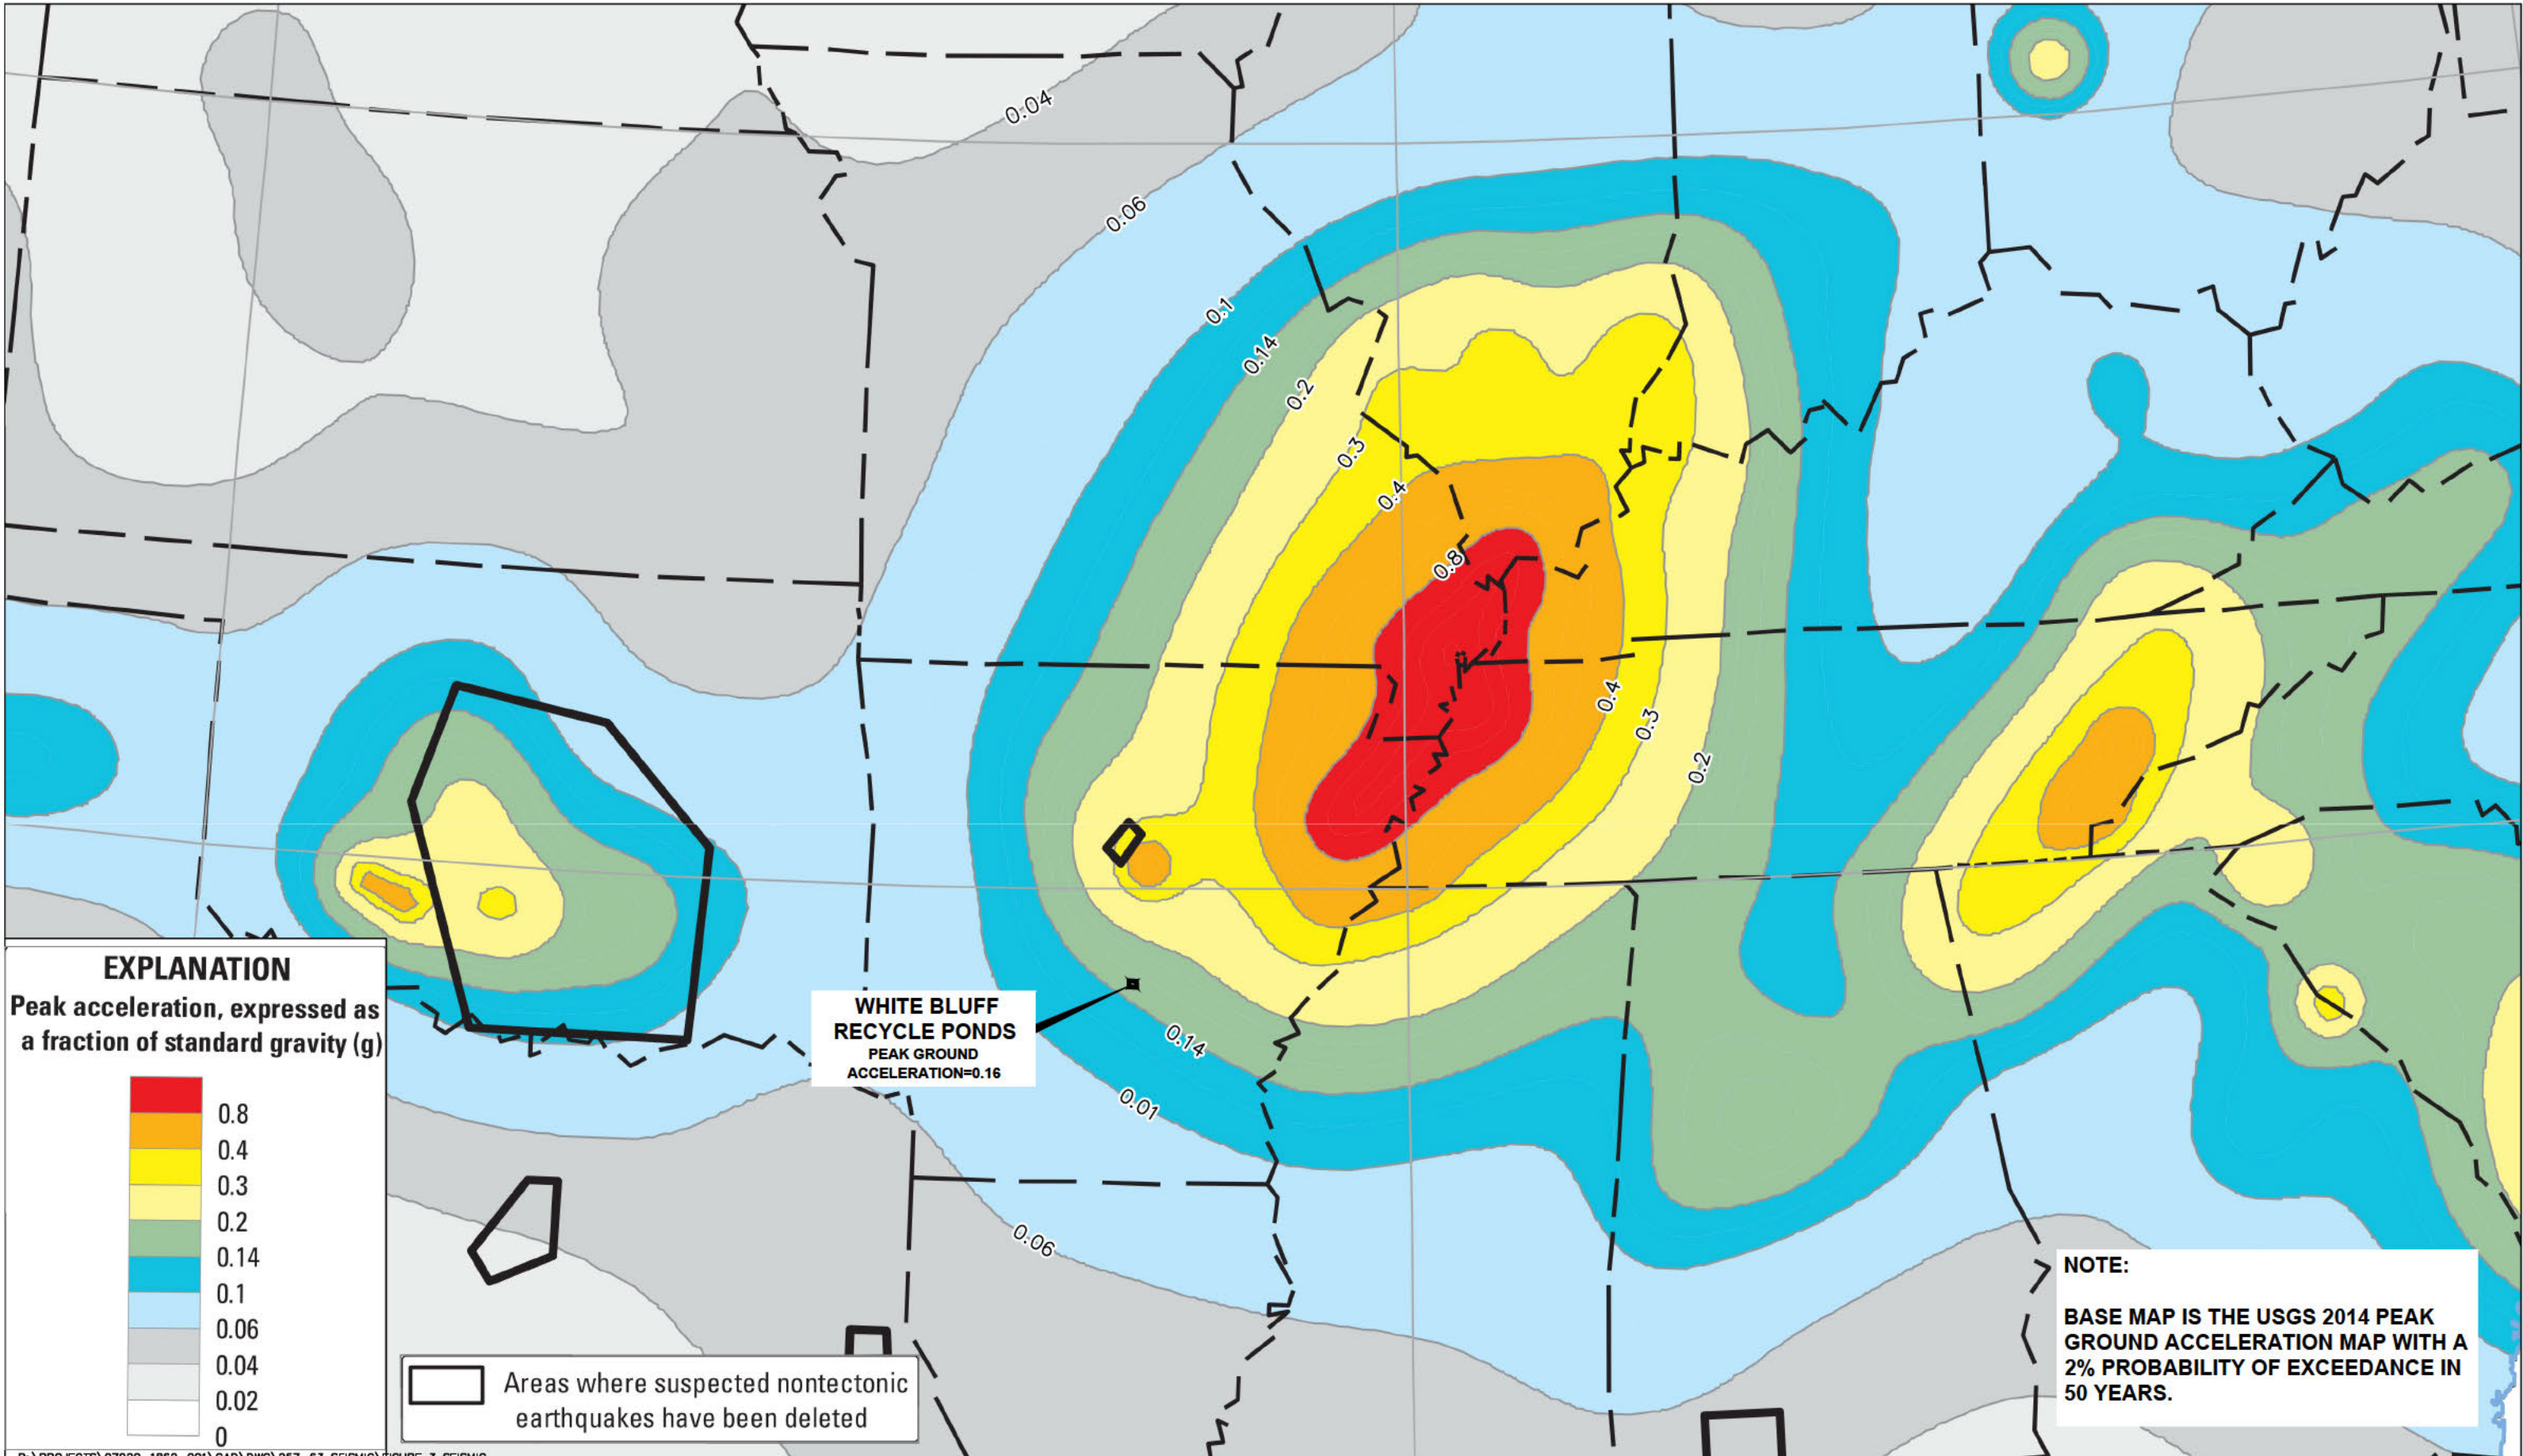 0.04
0.06
0.1
0.14
0.2
0.3
0.4
0.8
0.4
0.3
0.2
WHITE BLUFF
RECYCLE PONDS
PEAK GROUND
ACCELERATION=0.16
0.14
0.01
0.06
EXPLANATION
Peak acceleration, expressed as
a fraction of standard gravity (g)
0.8
0.4
0.3
0.2
0.14
0.1
0.06
0.04
0.02
0
Areas where suspected nontectonic
earthquakes have been deleted
NOTE:
BASE MAP IS THE USGS 2014 PEAK
GROUND ACCELERATION MAP WITH A
2% PROBABILITY OF EXCEEDANCE IN
50 YEARS.